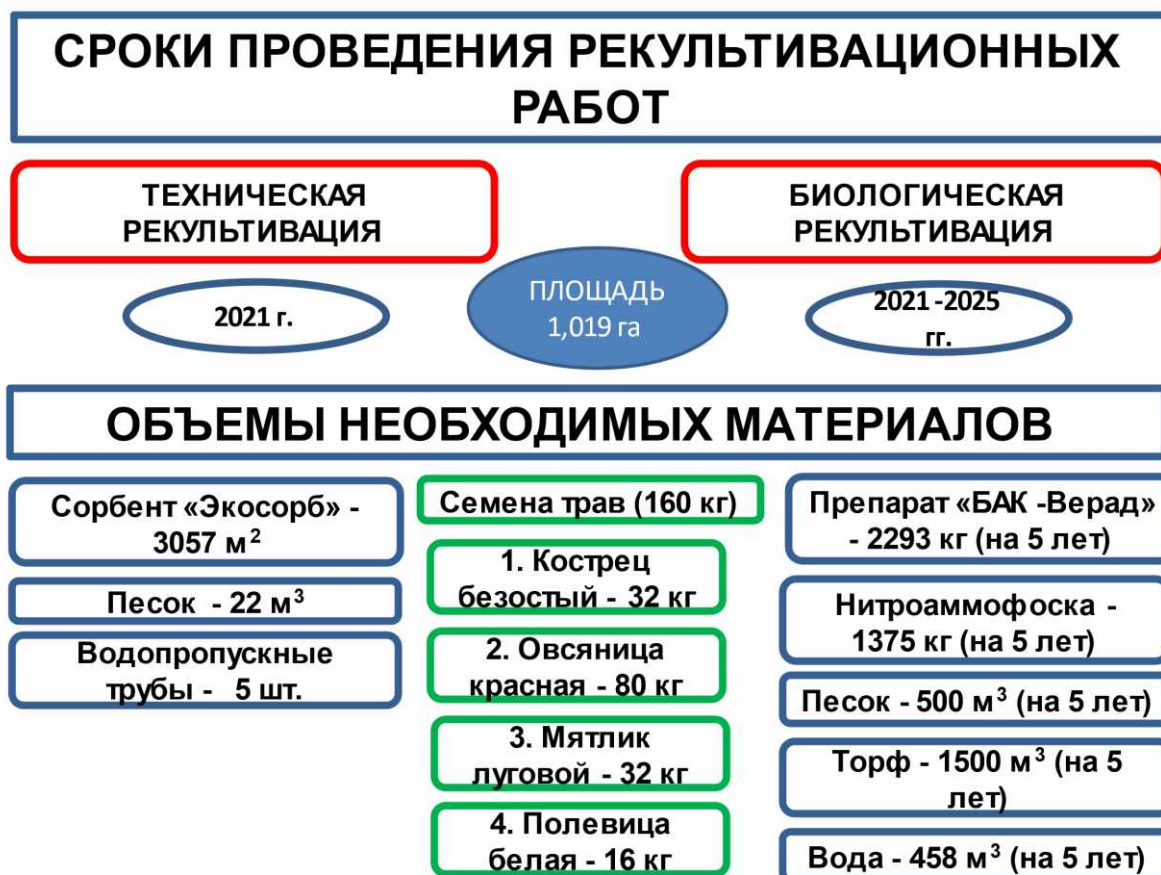 СРОКИ ПРОВЕДЕНИЯ РЕКУЛЬТИВАЦИОННЫХ
РАБОТ
ТЕХНИЧЕСКАЯ
РЕКУЛЬТИВАЦИЯ
БИОЛОГИЧЕСКАЯ
РЕКУЛЬТИВАЦИЯ
2021 г.
ПЛОЩАДЬ
1,019 га
2021 -2025
гг.
ОБЪЕМЫ НЕОБХОДИМЫХ МАТЕРИАЛОВ
Сорбент «Экосорб» -
3057 м²
Песок - 22 м³
Водопропускные
трубы - 5 шт.
Семена трав (160 кг)
1. Кострец
безостый - 32 кг
2. Овсяница
красная - 80 кг
3. Мятлик
луговой - 32 кг
4. Полевица
белая - 16 кг
Препарат «БАК -Верад»
- 2293 кг (на 5 лет)
Нитроаммофоска -
1375 кг (на 5 лет)
Песок - 500 м³ (на 5 лет)
Торф - 1500 м³ (на 5
лет)
Вода - 458 м³ (на 5 лет)